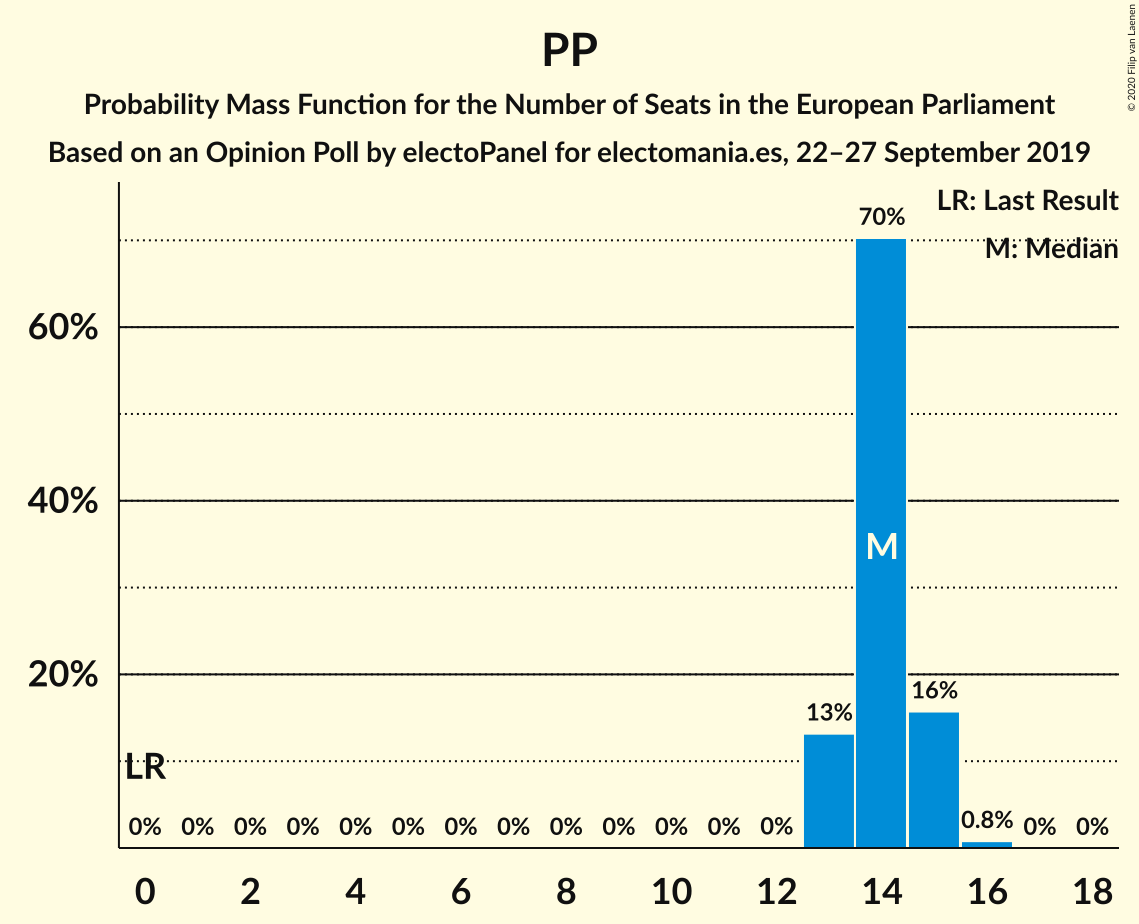 PP
Probability Mass Function for the Number of Seats in the European Parliament
Based on an Opinion Poll by electoPanel for electomania.es, 22–27 September 2019
© 2020 Filip van Laenen
LR: Last Result
M: Median
60%
40%
20%
70%
M
16%
13%
LR
0% 0% 0% 0% 0% 0% 0% 0% 0% 0% 0% 0% 0% 0.8% 0% 0%
0 2 4 6 8 10 12 14 16 18